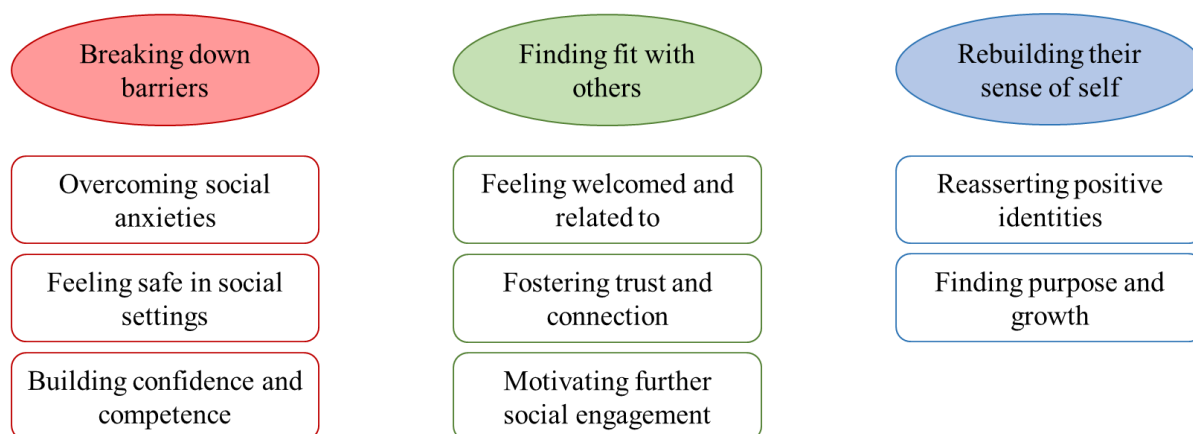 Breaking down
barriers
Overcoming social
anxieties
Feeling safe in social
settings
Building confidence and
competence
Finding fit with
others
Feeling welcomed and
related to
Fostering trust and
connection
Motivating further
social engagement
Rebuilding their
sense of self
Reasserting positive
identities
Finding purpose and
growth